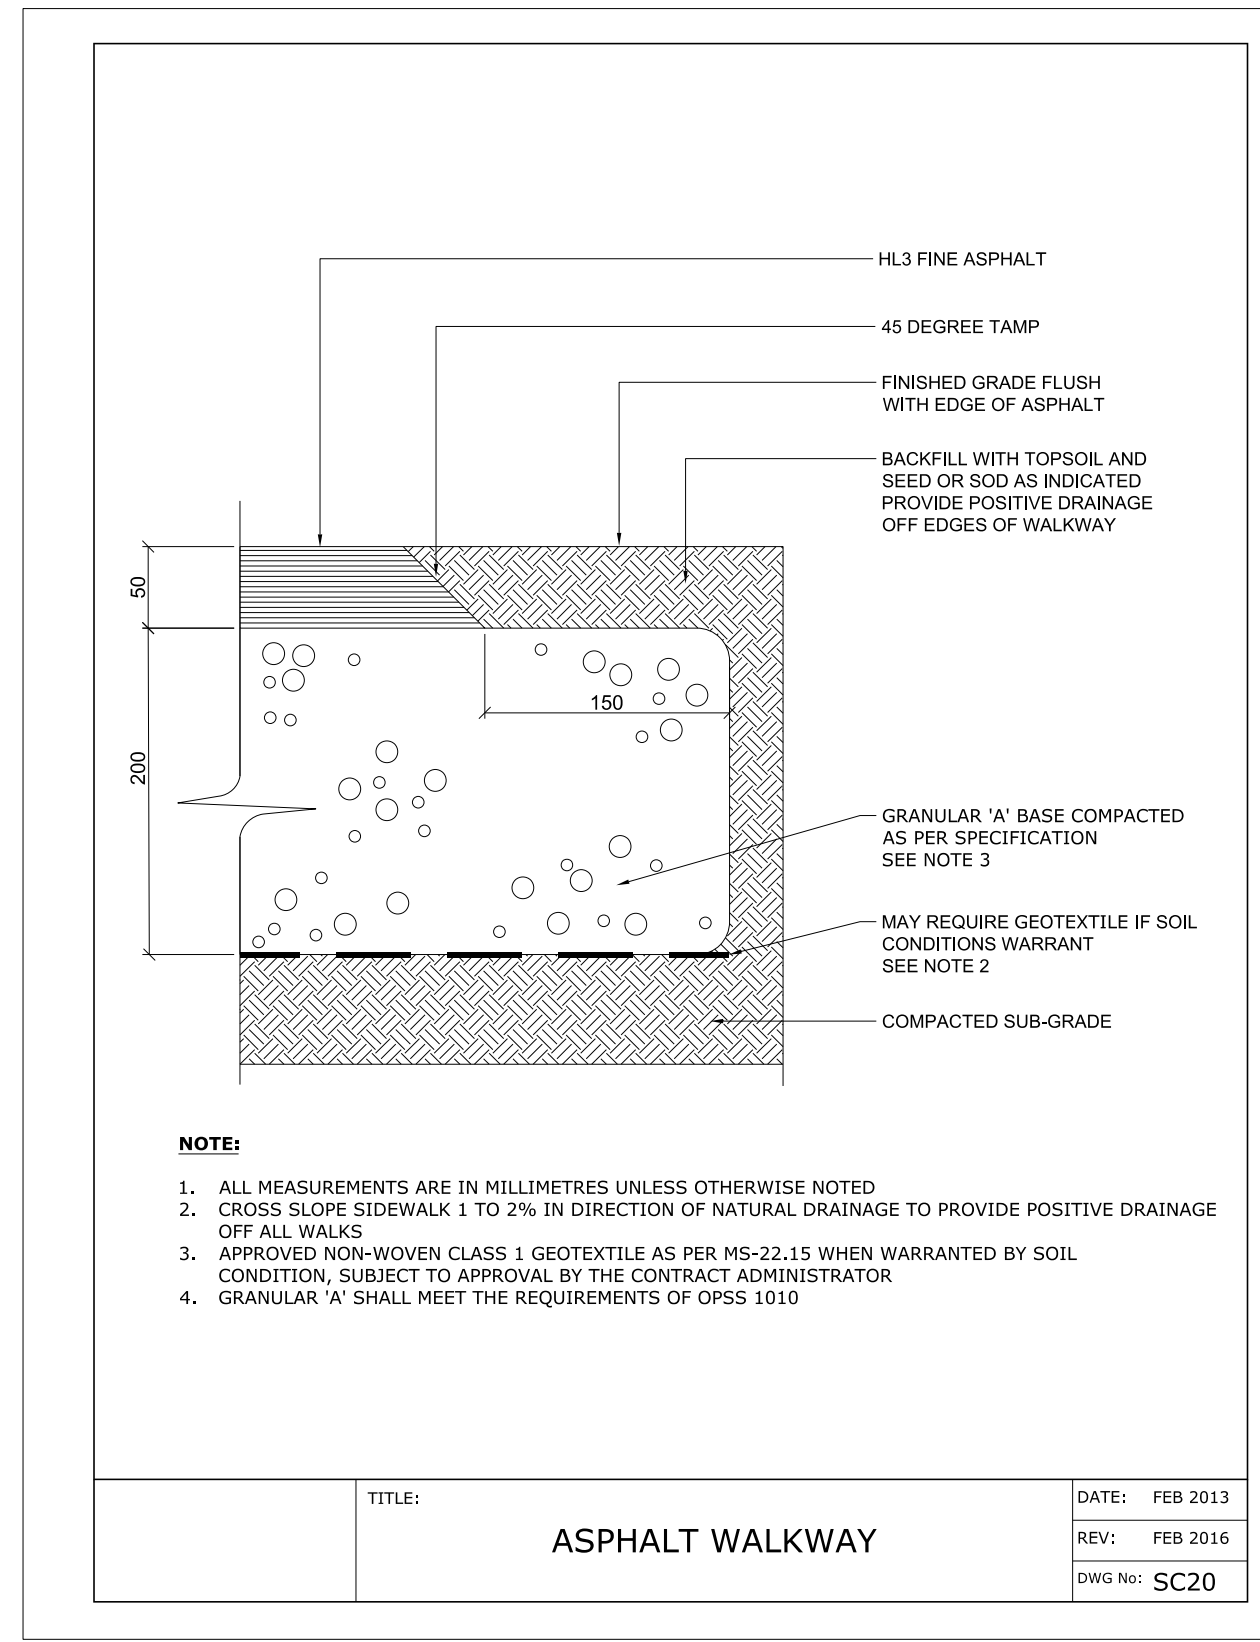 HL3 FINE ASPHALT
45 DEGREE TAMP
FINISHED GRADE FLUSH
WITH EDGE OF ASPHALT
BACKFILL WITH TOPSOIL AND
SEED OR SOD AS INDICATED
PROVIDE POSITIVE DRAINAGE
OFF EDGES OF WALKWAY
50
150
200
GRANULAR 'A' BASE COMPACTED
AS PER SPECIFICATION
SEE NOTE 3
MAY REQUIRE GEOTEXTILE IF SOIL
CONDITIONS WARRANT
SEE NOTE 2
COMPACTED SUB-GRADE
NOTE:
1. ALL MEASUREMENTS ARE IN MILLIMETRES UNLESS OTHERWISE NOTED
2. CROSS SLOPE SIDEWALK 1 TO 2% IN DIRECTION OF NATURAL DRAINAGE TO PROVIDE POSITIVE DRAINAGE
OFF ALL WALKS
3. APPROVED NON-WOVEN CLASS 1 GEOTEXTILE AS PER MS-22.15 WHEN WARRANTED BY SOIL
CONDITION, SUBJECT TO APPROVAL BY THE CONTRACT ADMINISTRATOR
4. GRANULAR 'A' SHALL MEET THE REQUIREMENTS OF OPSS 1010
TITLE:
ASPHALT WALKWAY
DATE: FEB 2013
REV: FEB 2016
DWG No: SC20